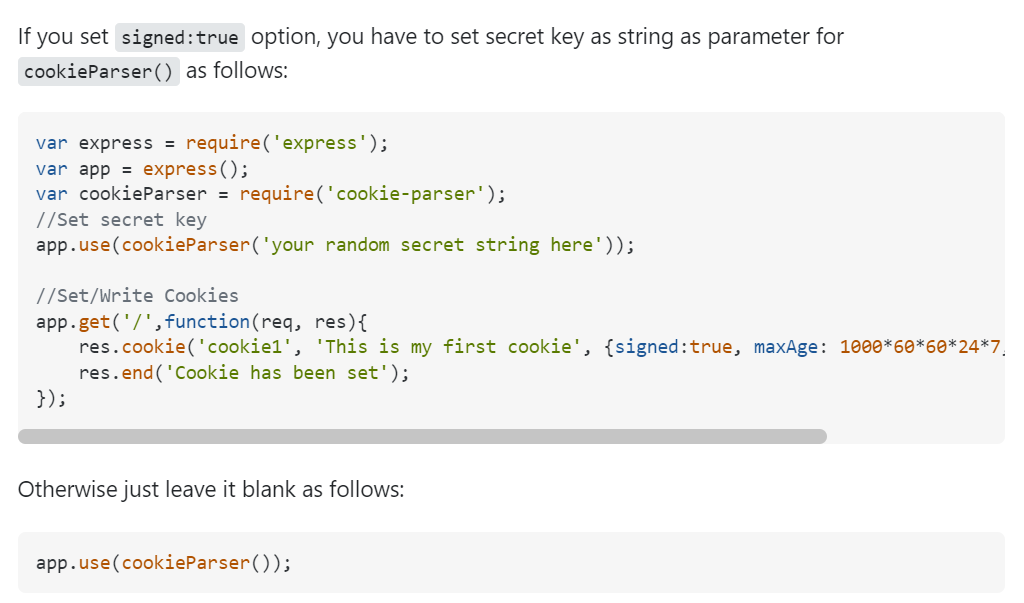 If you set signed:true option, you have to set secret key as string as parameter for
cookieParser() as follows:
var express = require('express');
var app = express();
var cookieParser = require('cookie-parser');
//Set secret key
app.use(cookieParser('your random secret string here'));
//Set/Write Cookies
app.get('/',function(req, res){
    res.cookie('cookie1', 'This is my first cookie', {signed:true, maxAge: 1000*60*60*24*7,
    res.end('Cookie has been set');
});
Otherwise just leave it blank as follows:
app.use(cookieParser());